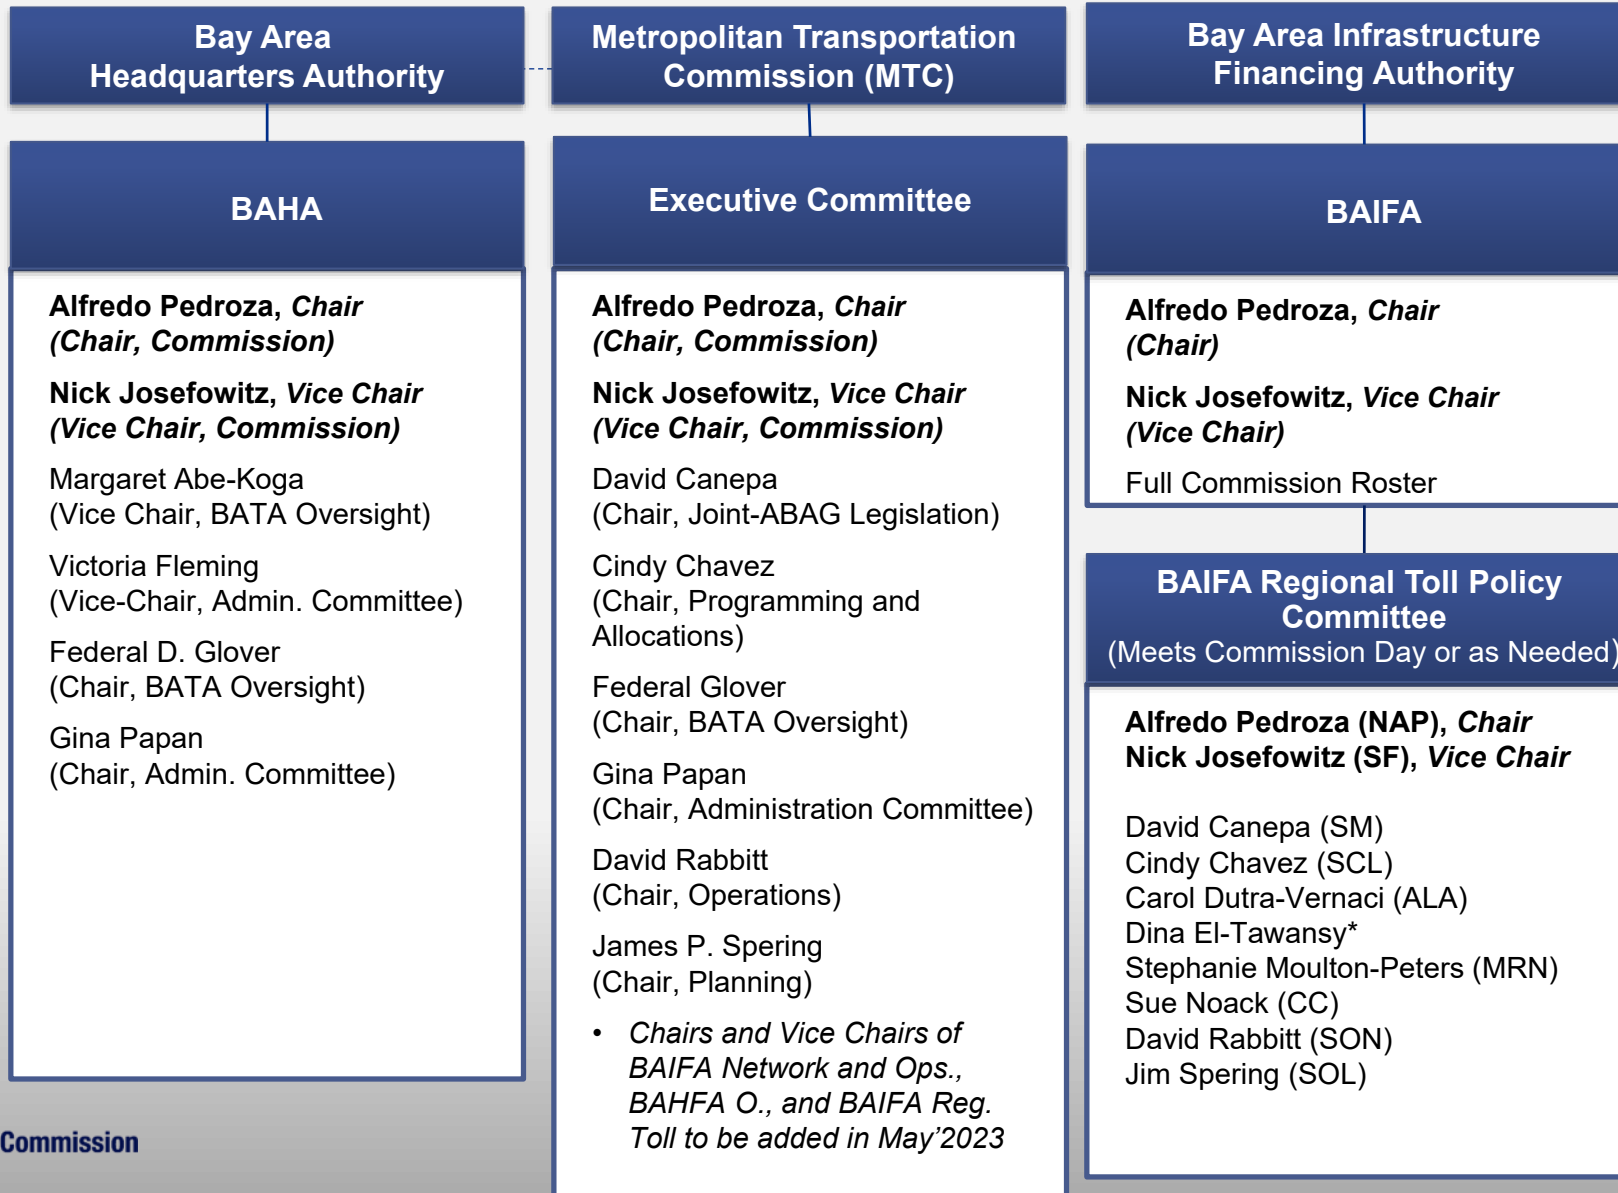 Bay Area
Headquarters Authority
BAHA
Alfredo Pedroza, Chair
(Chair, Commission)
Nick Josefowitz, Vice Chair
(Vice Chair, Commission)
Margaret Abe-Koga
(Vice Chair, BATA Oversight)
Victoria Fleming
(Vice-Chair, Admin. Committee)
Federal D. Glover
(Chair, BATA Oversight)
Gina Papan
(Chair, Admin. Committee)
Metropolitan Transportation
Commission (MTC)
Executive Committee
Alfredo Pedroza, Chair
(Chair, Commission)
Nick Josefowitz, Vice Chair
(Vice Chair, Commission)
David Canepa
(Chair, Joint-ABAG Legislation)
Cindy Chavez
(Chair, Programming and
Allocations)
Federal Glover
(Chair, BATA Oversight)
Gina Papan
(Chair, Administration Committee)
David Rabbitt
(Chair, Operations)
James P. Spering
(Chair, Planning)
• Chairs and Vice Chairs of
BAIFA Network and Ops.,
BAHFA O., and BAIFA Reg.
Toll to be added in May'2023
Bay Area Infrastructure
Financing Authority
BAIFA
Alfredo Pedroza, Chair
(Chair)
Nick Josefowitz, Vice Chair
(Vice Chair)
Full Commission Roster
BAIFA Regional Toll Policy
Committee
(Meets Commission Day or as Needed)
Alfredo Pedroza (NAP), Chair
Nick Josefowitz (SF), Vice Chair
David Canepa (SM)
Cindy Chavez (SCL)
Carol Dutra-Vernaci (ALA)
Dina El-Tawansy*
Stephanie Moulton-Peters (MRN)
Sue Noack (CC)
David Rabbitt (SON)
Jim Spering (SOL)
Commission